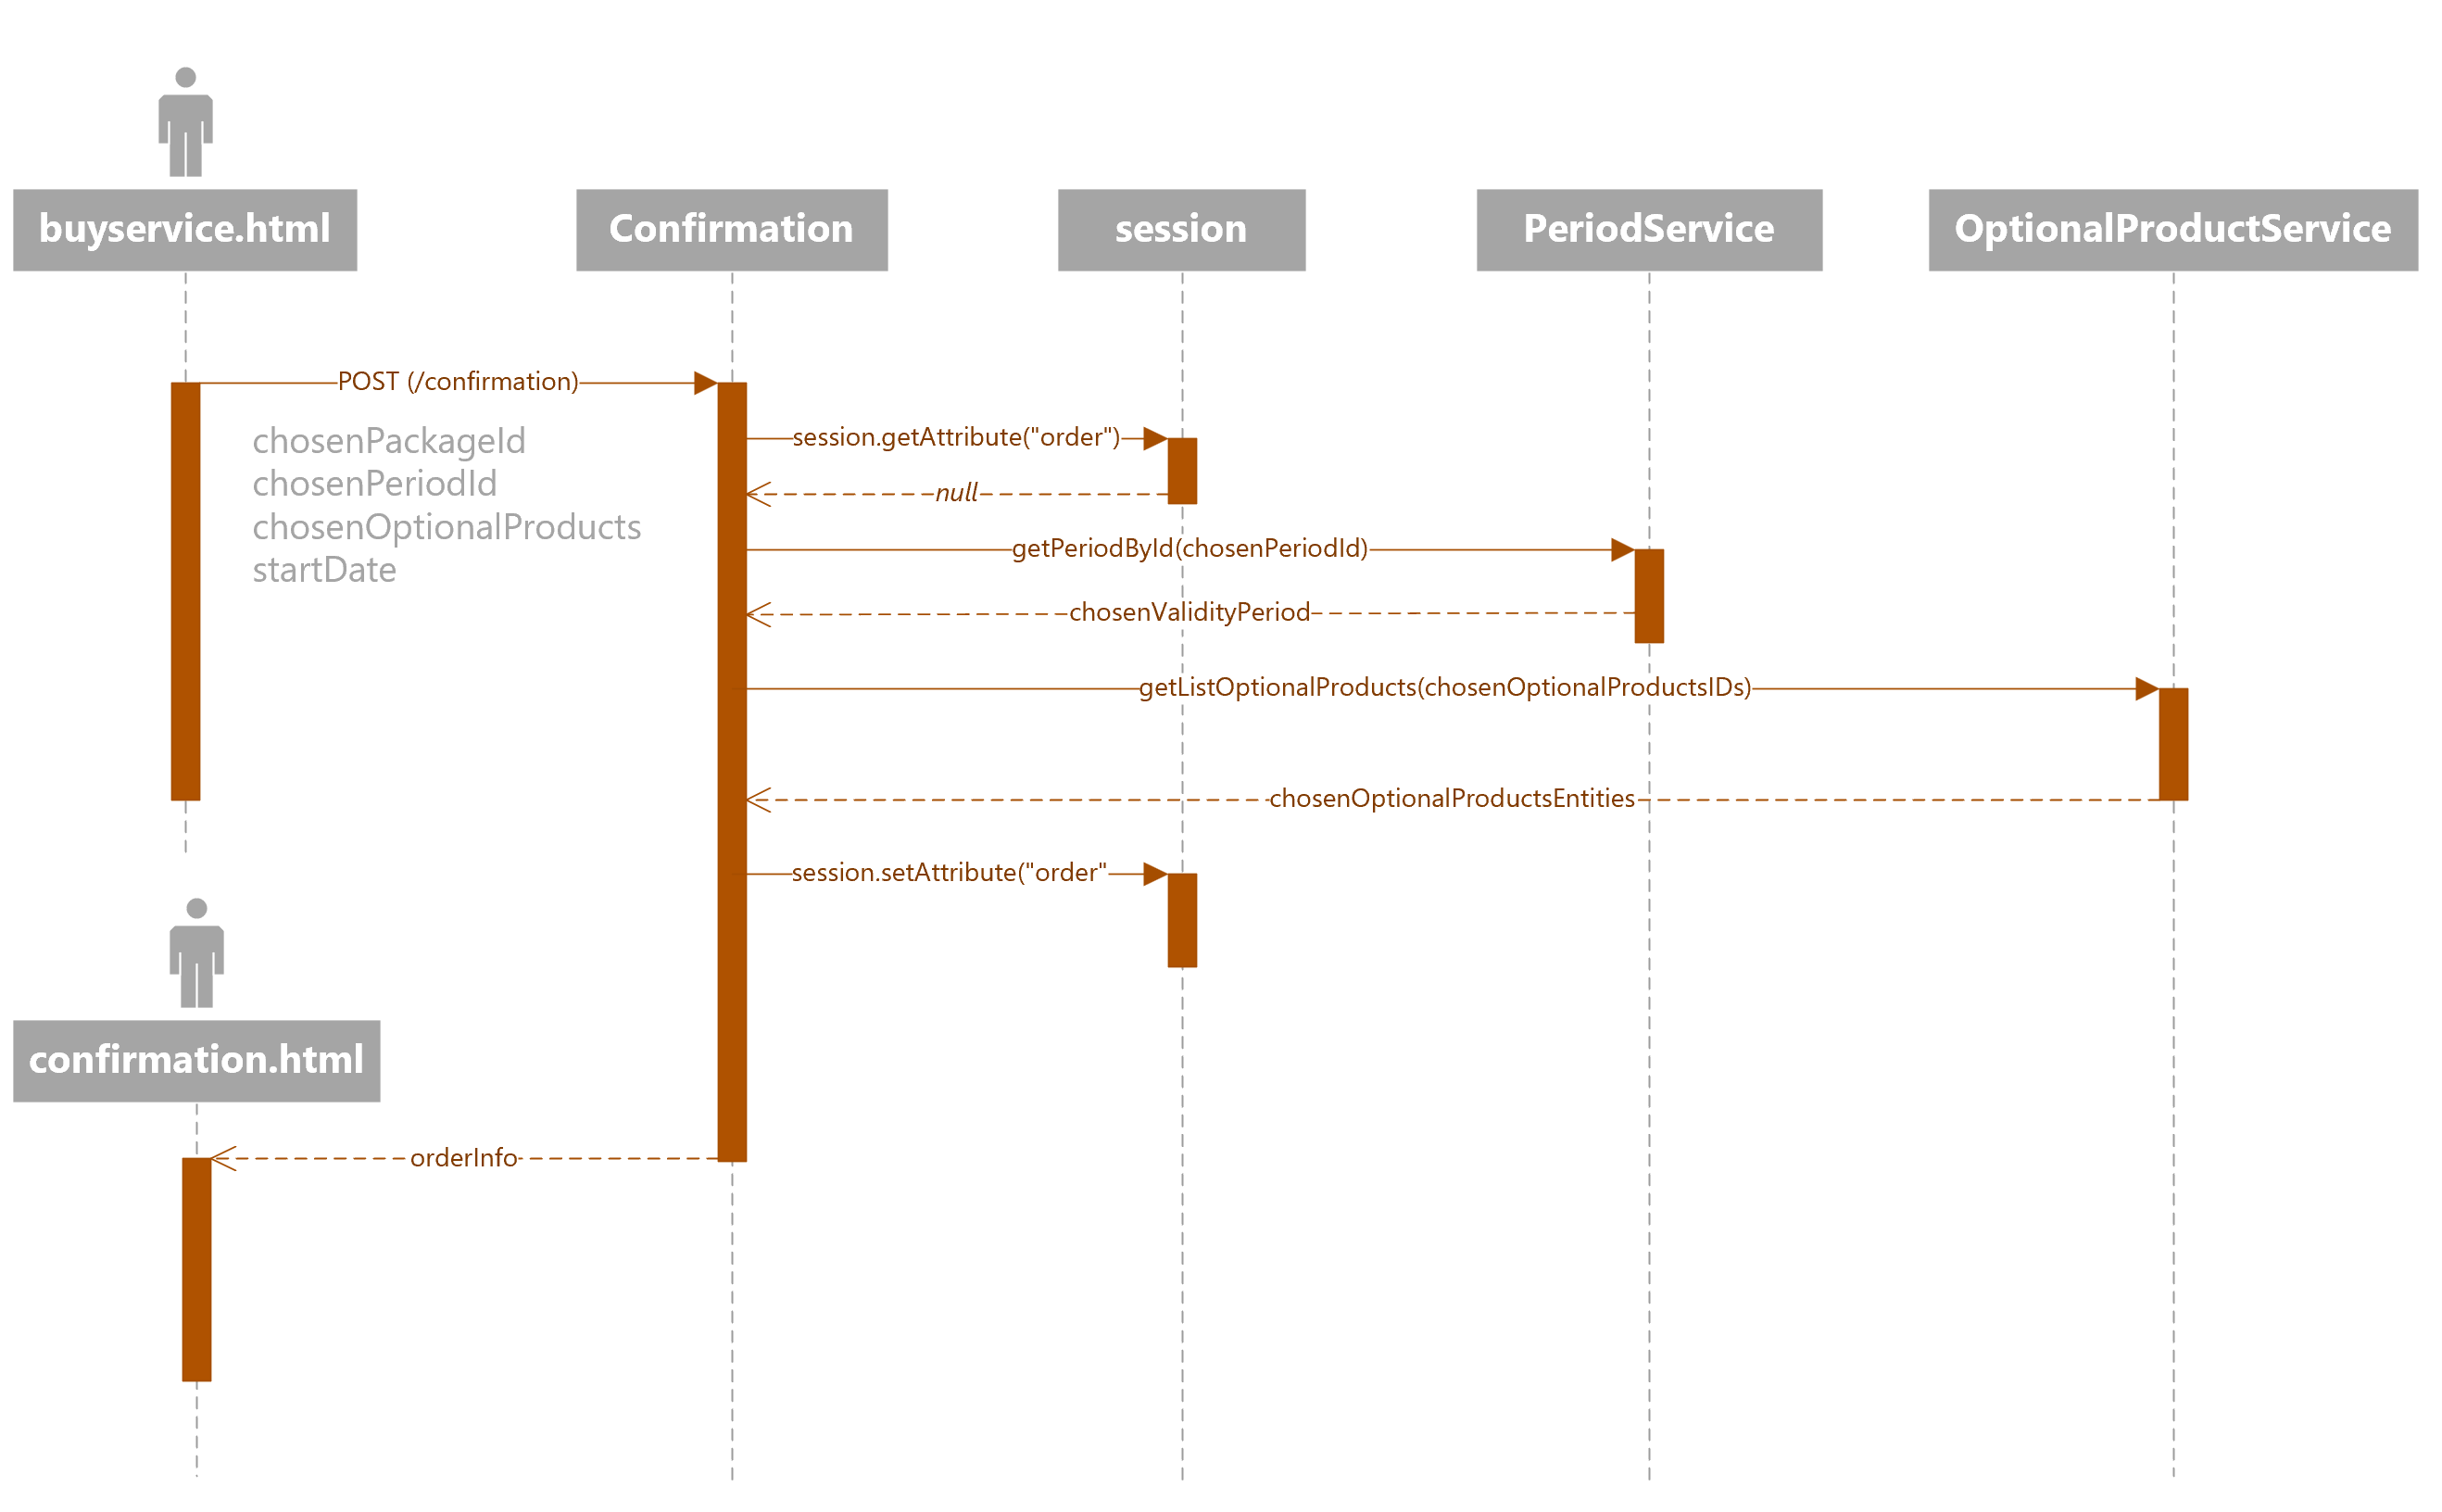 buyservice.html
Confirmation
session
PeriodService
OptionalProductService
POST (/confirmation)
chosenPackageId
chosenPeriodId
chosenOptionalProducts
startDate
session.getAttribute("order")
null
getPeriodById(chosenPeriodId)
chosenValidityPeriod
getListOptionalProducts(chosenOptionalProductsIDs)
chosenOptionalProductsEntities
session.setAttribute("order"
confirmation.html
orderInfo